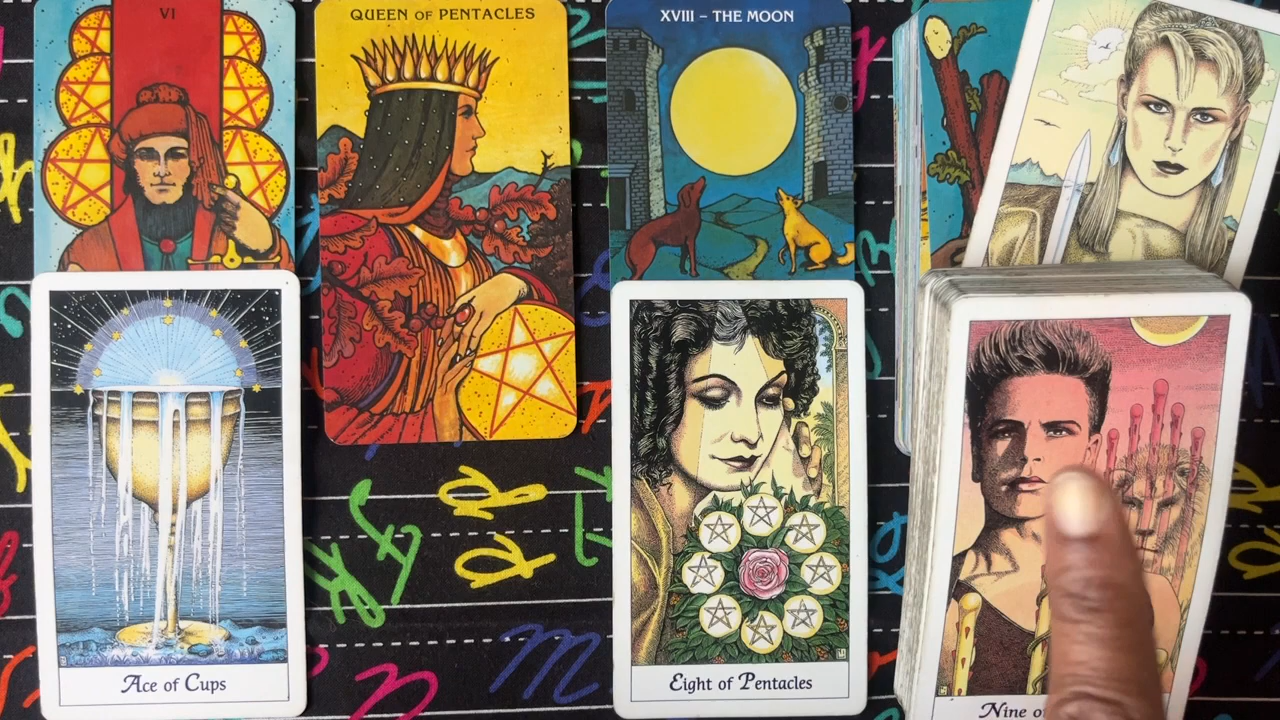 VI
QUEEN OF PENTACLES
XVIII – THE MOON
Ace of Cups
Eight of Pentacles
Nine